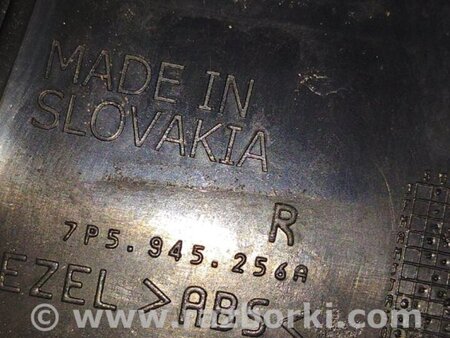 MADE IN
SLOVAKIA
R
7P5.945.256A
EZEL >ABS<
© www.razborki.com